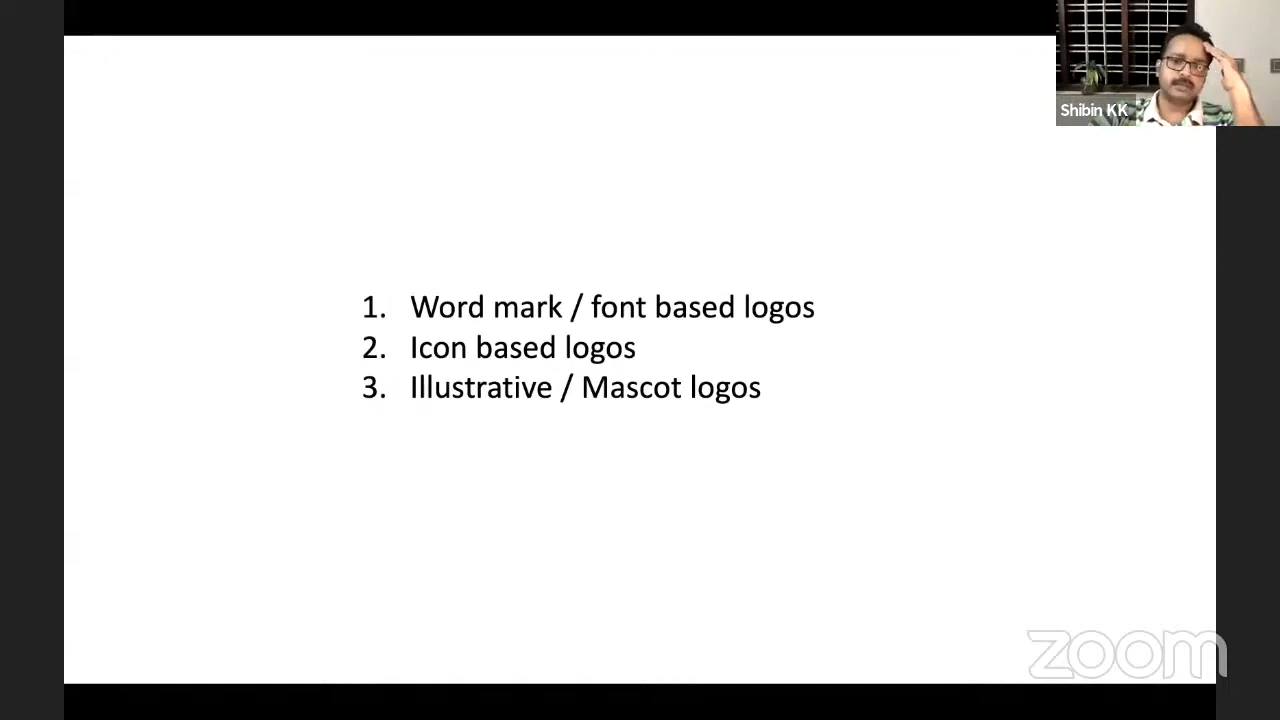 Shibin KK
1. Word mark / font based logos
2. Icon based logos
3. Illustrative / Mascot logos
zoom